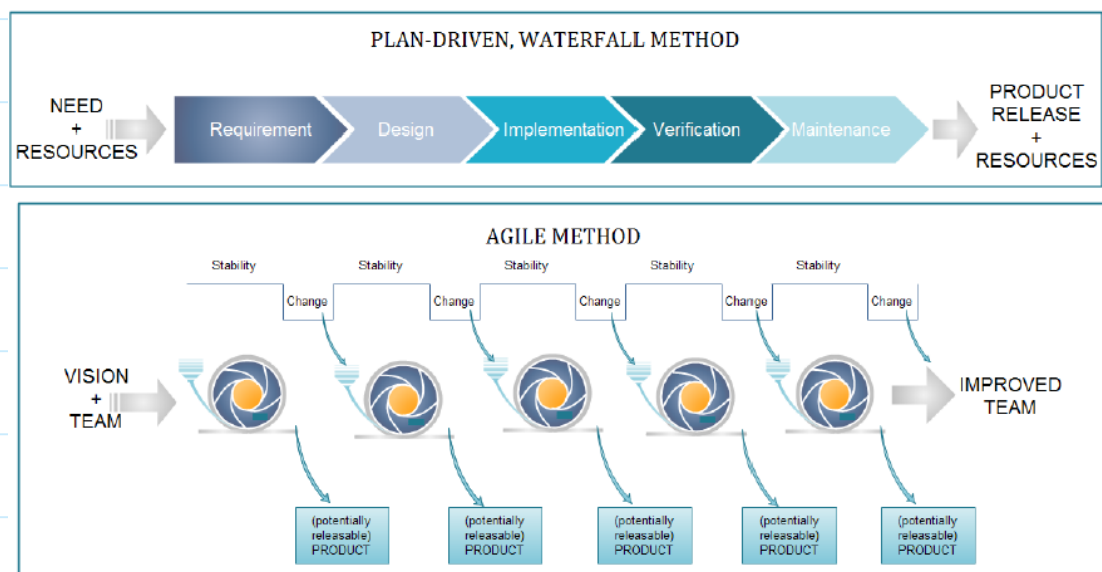 PLAN-DRIVEN, WATERFALL METHOD
NEED
+
RESOURCES
Requirement
Design
Implementation
Verification
Maintenance
PRODUCT
RELEASE
+
RESOURCES
AGILE METHOD
Stability
Stability
Stability
Stability
Stability
Change
Change
Change
Change
Change
VISION
+
TEAM
IMPROVED
TEAM
(potentially
releasable)
PRODUCT
(potentially
releasable)
PRODUCT
(potentially
releasable)
PRODUCT
(potentially
releasable)
PRODUCT
(potentially
releasable)
PRODUCT